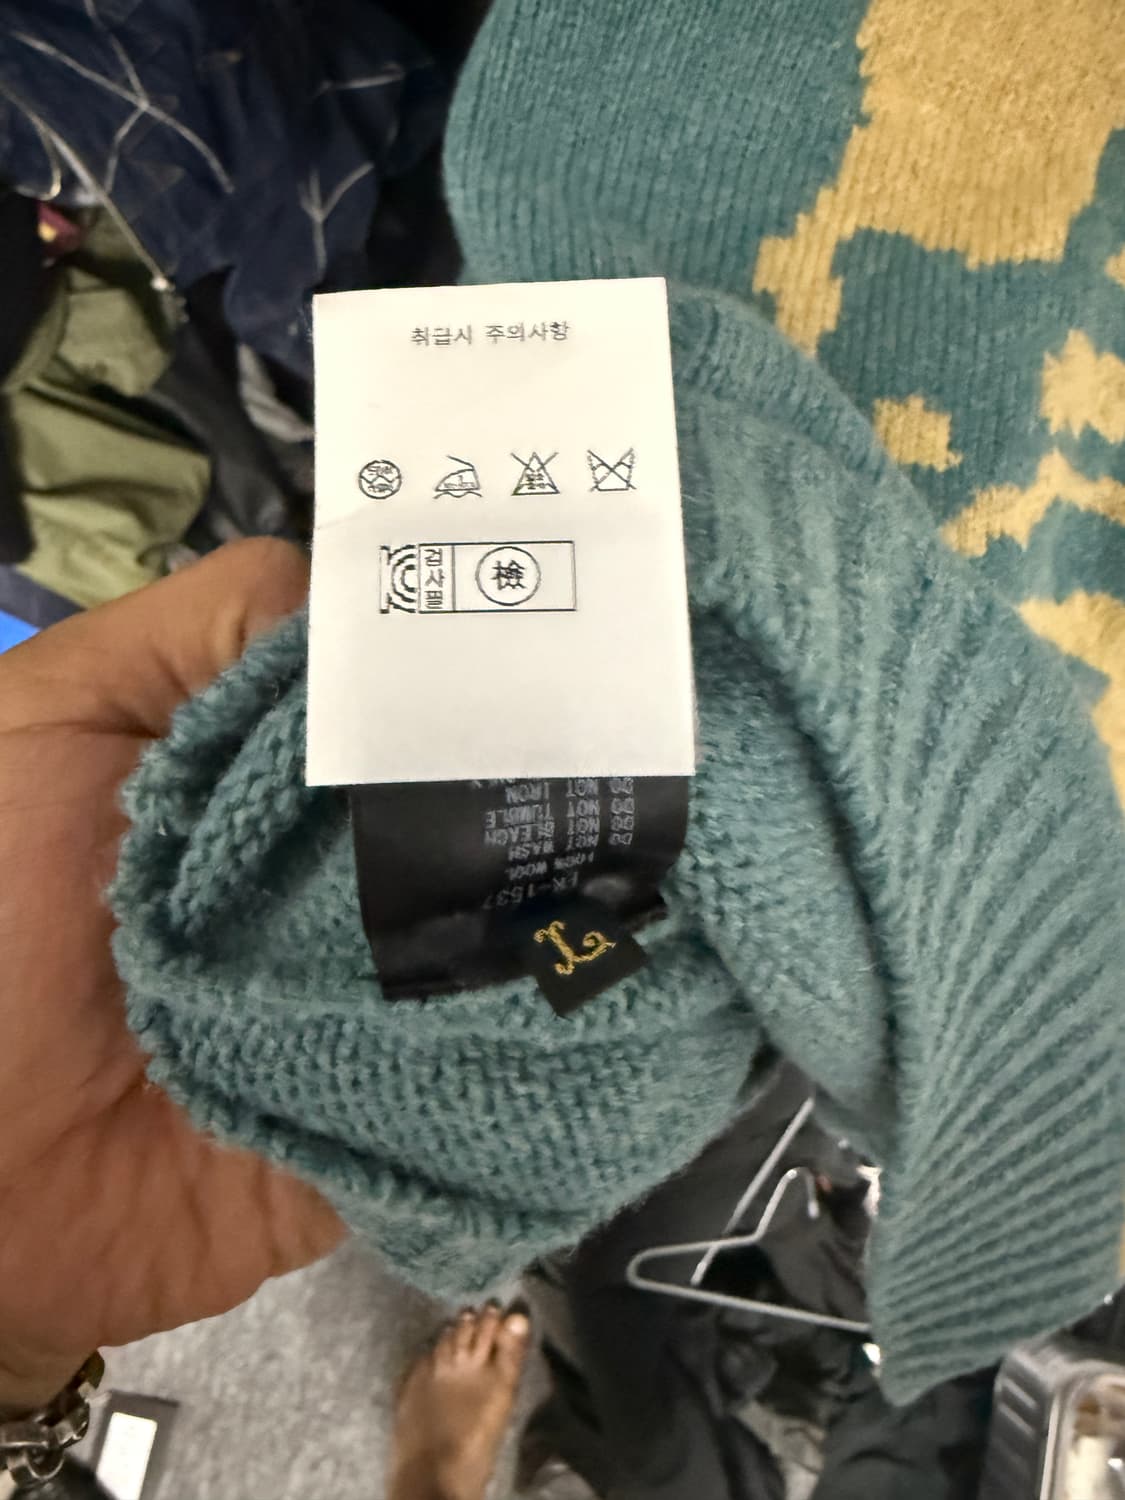 취급시 주의사항
검
사
필
檢
FK-1537
100% WOOL
DO NOT WASH
DO NOT BLEACH
DO NOT TUMBLE
DO NOT IRON
L